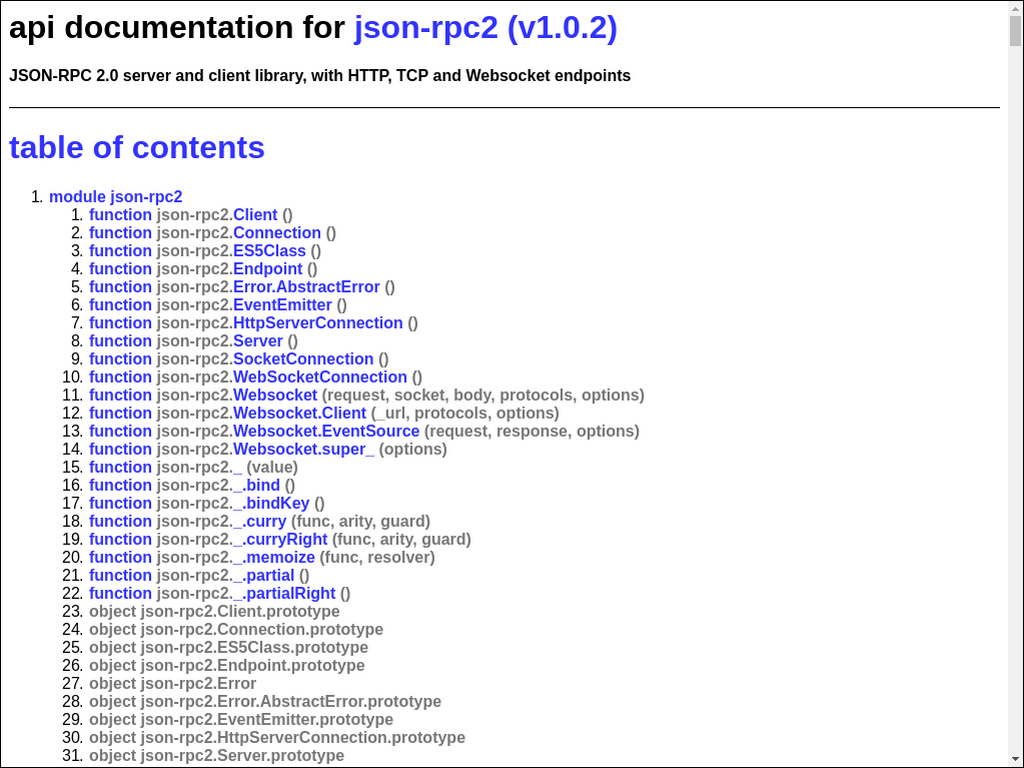 api documentation for json-rpc2 (v1.0.2)
JSON-RPC 2.0 server and client library, with HTTP, TCP and Websocket endpoints
table of contents
1. module json-rpc2
1. function json-rpc2.Client ()
2. function json-rpc2.Connection ()
3. function json-rpc2.ES5Class ()
4. function json-rpc2.Endpoint ()
5. function json-rpc2.Error.AbstractError ()
6. function json-rpc2.EventEmitter ()
7. function json-rpc2.HttpServerConnection ()
8. function json-rpc2.Server ()
9. function json-rpc2.SocketConnection ()
10. function json-rpc2.WebSocketConnection ()
11. function json-rpc2.Websocket (request, socket, body, protocols, options)
12. function json-rpc2.Websocket.Client (_url, protocols, options)
13. function json-rpc2.Websocket.EventSource (request, response, options)
14. function json-rpc2.Websocket.super_ (options)
15. function json-rpc2._ (value)
16. function json-rpc2._.bind ()
17. function json-rpc2._.bindKey ()
18. function json-rpc2._.curry (func, arity, guard)
19. function json-rpc2._.curryRight (func, arity, guard)
20. function json-rpc2._.memoize (func, resolver)
21. function json-rpc2._.partial ()
22. function json-rpc2._.partialRight ()
23. object json-rpc2.Client.prototype
24. object json-rpc2.Connection.prototype
25. object json-rpc2.ES5Class.prototype
26. object json-rpc2.Endpoint.prototype
27. object json-rpc2.Error
28. object json-rpc2.Error.AbstractError.prototype
29. object json-rpc2.EventEmitter.prototype
30. object json-rpc2.HttpServerConnection.prototype
31. object json-rpc2.Server.prototype